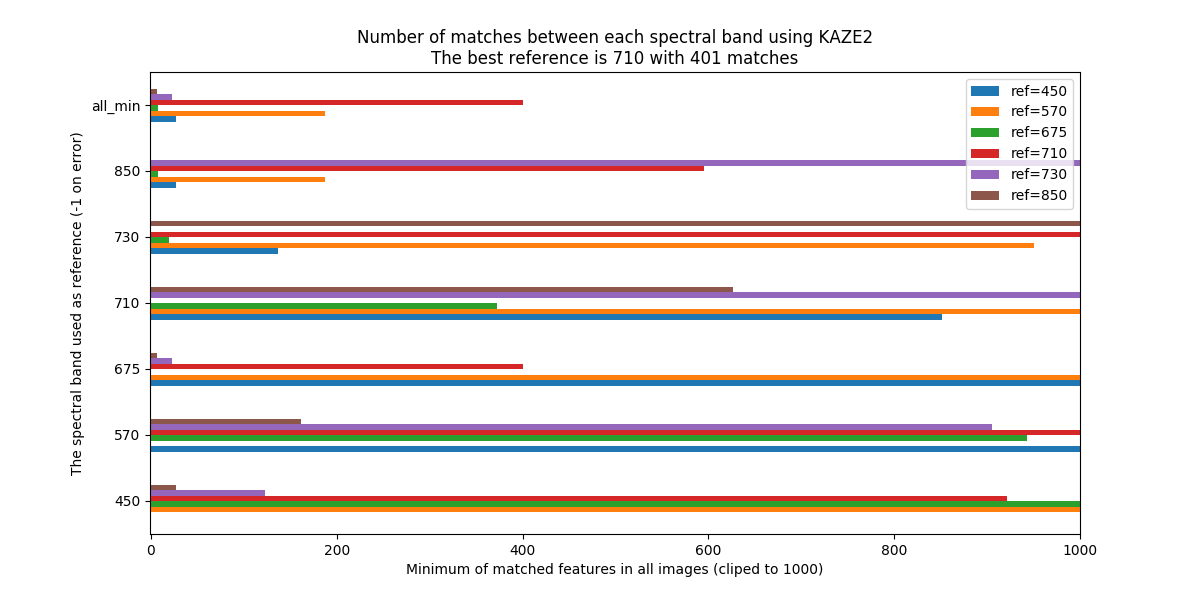 Number of matches between each spectral band using KAZE2
The best reference is 710 with 401 matches
The spectral band used as reference (-1 on error)
all_min
850
730
710
675
570
450
ref=450
ref=570
ref=675
ref=710
ref=730
ref=850
0 200 400 600 800 1000
Minimum of matched features in all images (cliped to 1000)